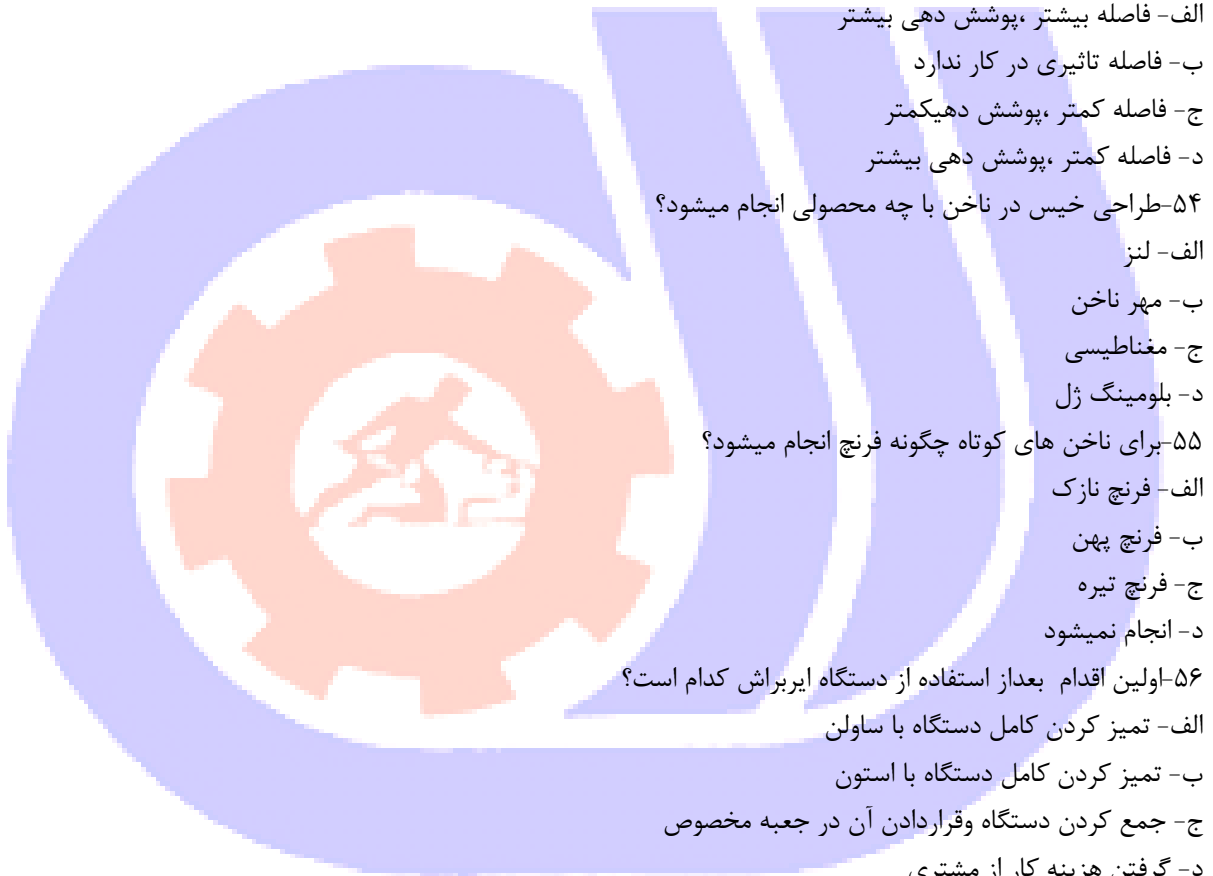 الف- فاصله بیشتر ،پوشش دهی بیشتر
ب- فاصله تاثیری در کار ندارد
ج- فاصله کمتر ،پوشش دهیکمتر
د- فاصله کمتر ،پوشش دهی بیشتر
۵۴-طراحی خیس در ناخن با چه محصولی انجام میشود؟
الف- لنز
ب- مهر ناخن
ج- مغناطیسی
د- بلومینگ ژل
۵۵-برای ناخن های کوتاه چگونه فرنچ انجام میشود؟
الف- فرنچ نازک
ب- فرنچ پهن
ج- فرنچ تیره
د- انجام نمیشود
۵۶-اولین اقدام بعداز استفاده از دستگاه ایربراش کدام است؟
الف- تمیز کردن کامل دستگاه با ساولن
ب- تمیز کردن کامل دستگاه با استون
ج- جمع کردن دستگاه وقراردادن آن در جعبه مخصوص
د- گرفتن هزینه کار از مشتری